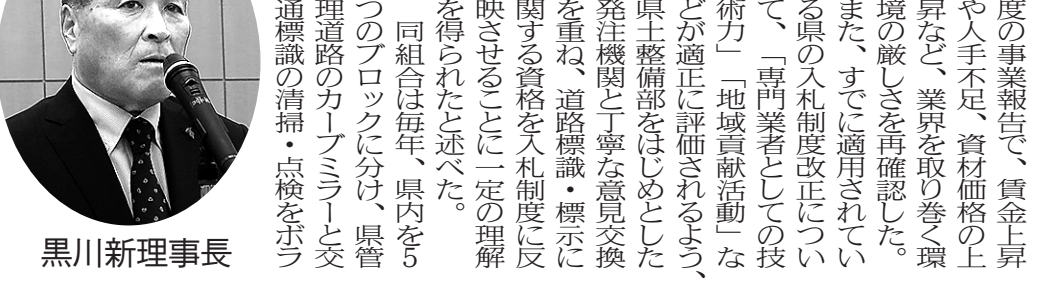 度の事業報告で、賃金上昇
や人手不足、資材価格の上
昇など、業界を取り巻く環
境の厳しさを再確認した。
また、すでに適用されてい
る県の入札制度改正につい
て、「専門業者としての技
術力」「地域貢献活動」な
どが適正に評価されるよう、
県土整備部をはじめとした
発注機関と丁寧な意見交換
を重ね、道路標識・標示に
関する資格を入札制度に反
映させることに一定の理解
を得られたと述べた。
同組合は毎年、県内を5
つのブロックに分け、県管
理道路のカーブミラーと交
通標識の清掃・点検をボラ
黒川新理事長